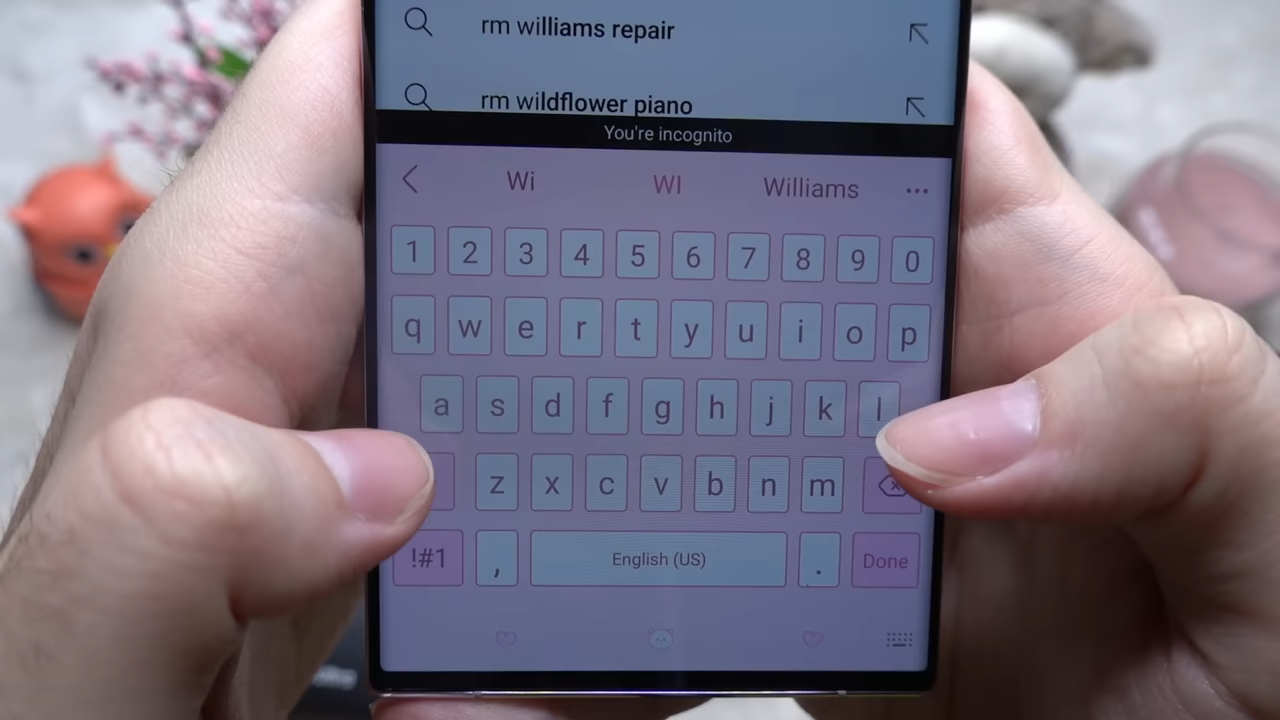 rm williams repair
rm wildflower piano
You're incognito
Wi WI Williams
1 2 3 4 5 6 7 8 9 0
q w e r t y u i o p
a s d f g h j k l
z x c v b n m
!#1 , English (US) . Done